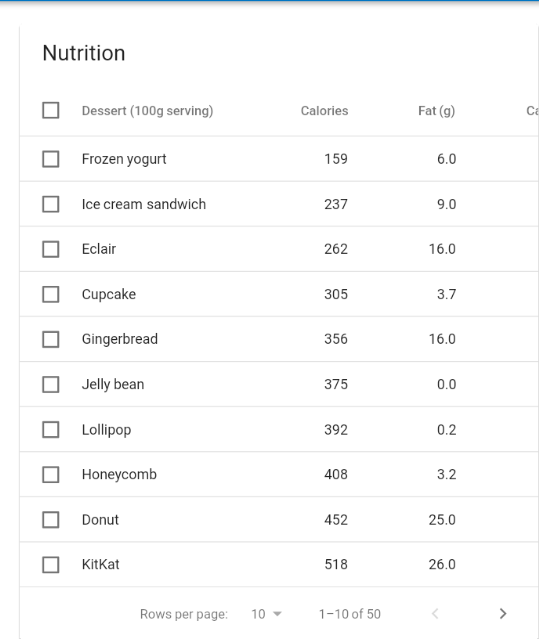 Nutrition
Dessert (100g serving) Calories Fat (g) Ca
Frozen yogurt 159 6.0
Ice cream sandwich 237 9.0
Eclair 262 16.0
Cupcake 305 3.7
Gingerbread 356 16.0
Jelly bean 375 0.0
Lollipop 392 0.2
Honeycomb 408 3.2
Donut 452 25.0
KitKat 518 26.0
Rows per page: 10 1–10 of 50